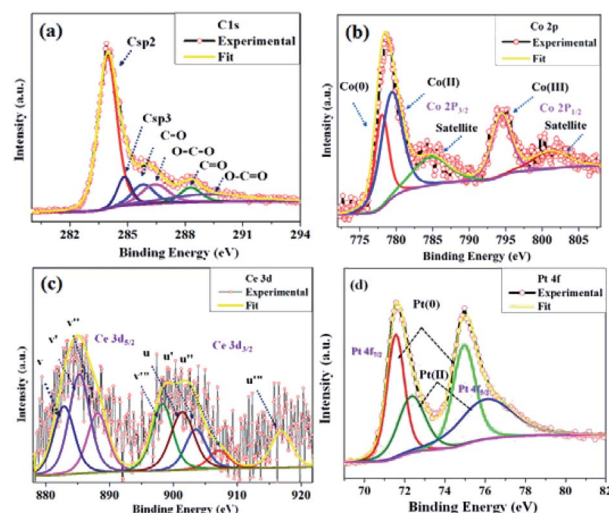 (a)
C1s
Experimental
Fit
Csp2
Csp3
C–O
O–C–O
C=O
O–C=O
Intensity (a.u.)
282 285 288 291 294
Binding Energy (eV)
(b)
Co 2p
Experimental
Fit
Co(0)
Co(II)
Co 2P3/2
Satellite
Co(III)
Co 2P1/2
Satellite
Intensity (a.u.)
775 780 785 790 795 800 805
Binding Energy (eV)
(c)
Ce 3d
Experimental
Fit
v
v'
v''
Ce 3d5/2
v'''
u
u'
u''
Ce 3d3/2
u'''
Intensity (a.u.)
880 890 900 910 920
Binding Energy (eV)
(d)
Pt 4f
Experimental
Fit
Pt 4f7/2
Pt(0)
Pt(II)
Pt 4f5/2
Intensity (a.u.)
70 72 74 76 78 80 82
Binding Energy (eV)